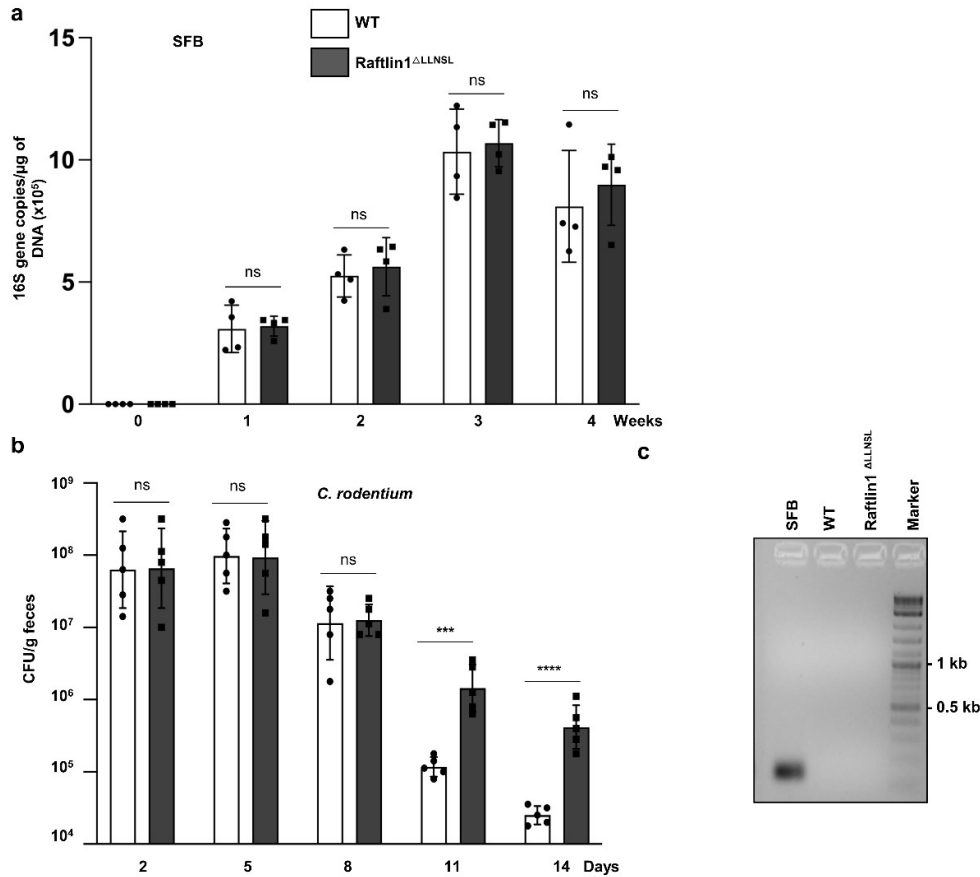 a
SFB
WT
Raftlin1ΔLLNSL
16S gene copies/µg of
DNA (x10⁵)
15
10
5
0
ns
ns
ns
ns
0 1 2 3 4 Weeks
b
C. rodentium
CFU/g feces
10⁹
10⁸
10⁷
10⁶
10⁵
10⁴
ns
ns
ns
***
****
2 5 8 11 14 Days
c
SFB
WT
Raftlin1 ΔLLNSL
Marker
- 1 kb
- 0.5 kb